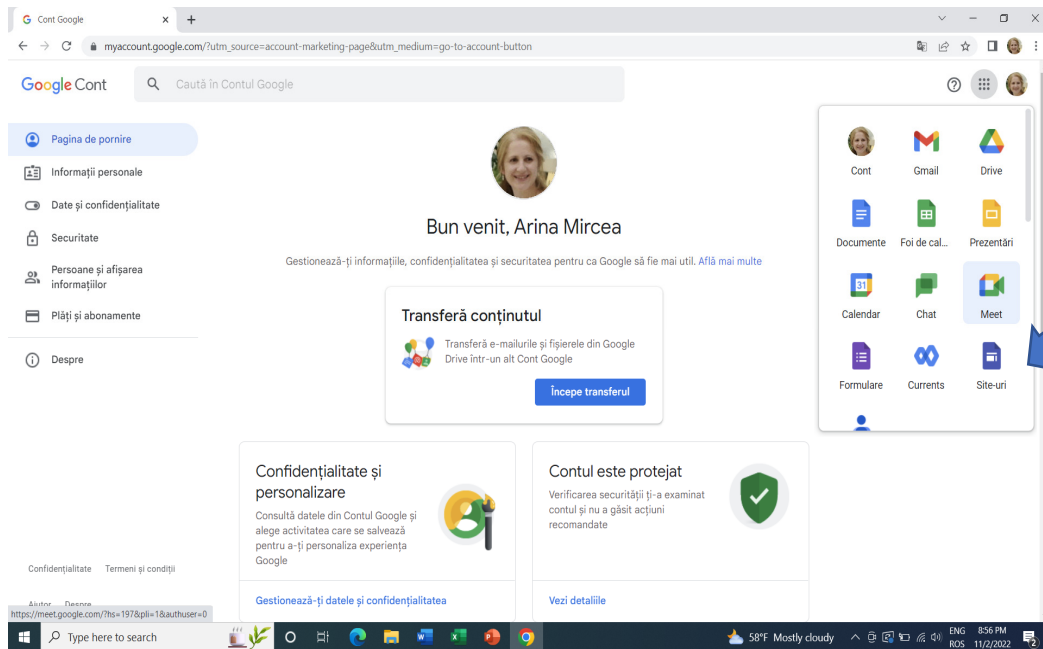 Cont Google
myaccount.google.com/?utm_source=account-marketing-page&utm_medium=go-to-account-button
Google Cont
Caută în Contul Google
Pagina de pornire
Informații personale
Date și confidențialitate
Securitate
Persoane și afișarea
informațiilor
Plăți și abonamente
Despre
Bun venit, Arina Mircea
Gestionează-ți informațiile, confidențialitatea și securitatea pentru ca Google să fie mai util. Află mai multe
Transferă conținutul
Transferă e-mailurile și fișierele din Google
Drive într-un alt Cont Google
Începe transferul
Cont Gmail Drive
Documente Foi de cal... Prezentări
31
Calendar Chat Meet
Formulare Currents Site-uri
Confidențialitate și
personalizare
Consultă datele din Contul Google și
alege activitatea care se salvează
pentru a-ți personaliza experiența
Google
Gestionează-ți datele și confidențialitatea
Contul este protejat
Verificarea securității ți-a examinat
contul și nu a găsit acțiuni
recomandate
Vezi detaliile
Confidențialitate Termeni și condiții
Ajutor Despre
https://meet.google.com/?hs=197&pli=1&authuser=0
Type here to search
58°F Mostly cloudy
ENG 8:56 PM
ROS 11/2/2022
2